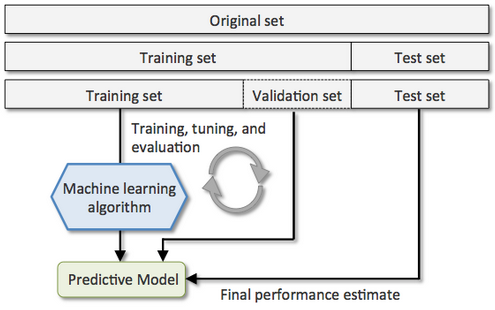 Original set
Training set Test set
Training set Validation set Test set
Training, tuning, and
evaluation
Machine learning
algorithm
Predictive Model
Final performance estimate